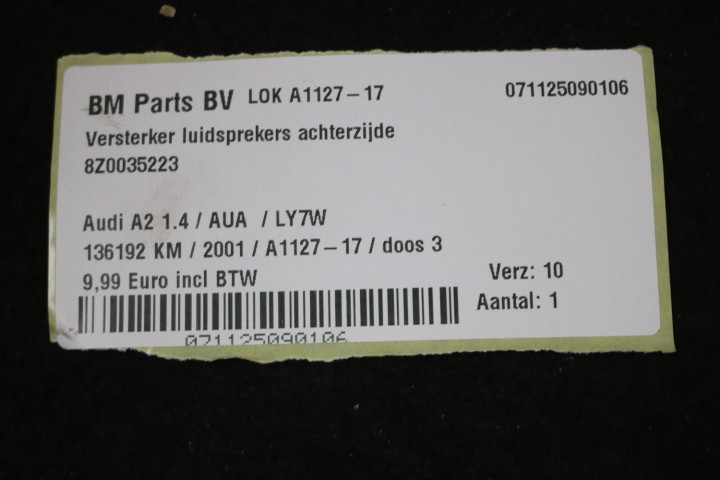 BM Parts BV LOK A1127-17 071125090106
Versterker luidsprekers achterzijde
8Z0035223
Audi A2 1.4 / AUA / LY7W
136192 KM / 2001 / A1127-17 / doos 3
9,99 Euro incl BTW
Verz: 10
Aantal: 1
071125090106